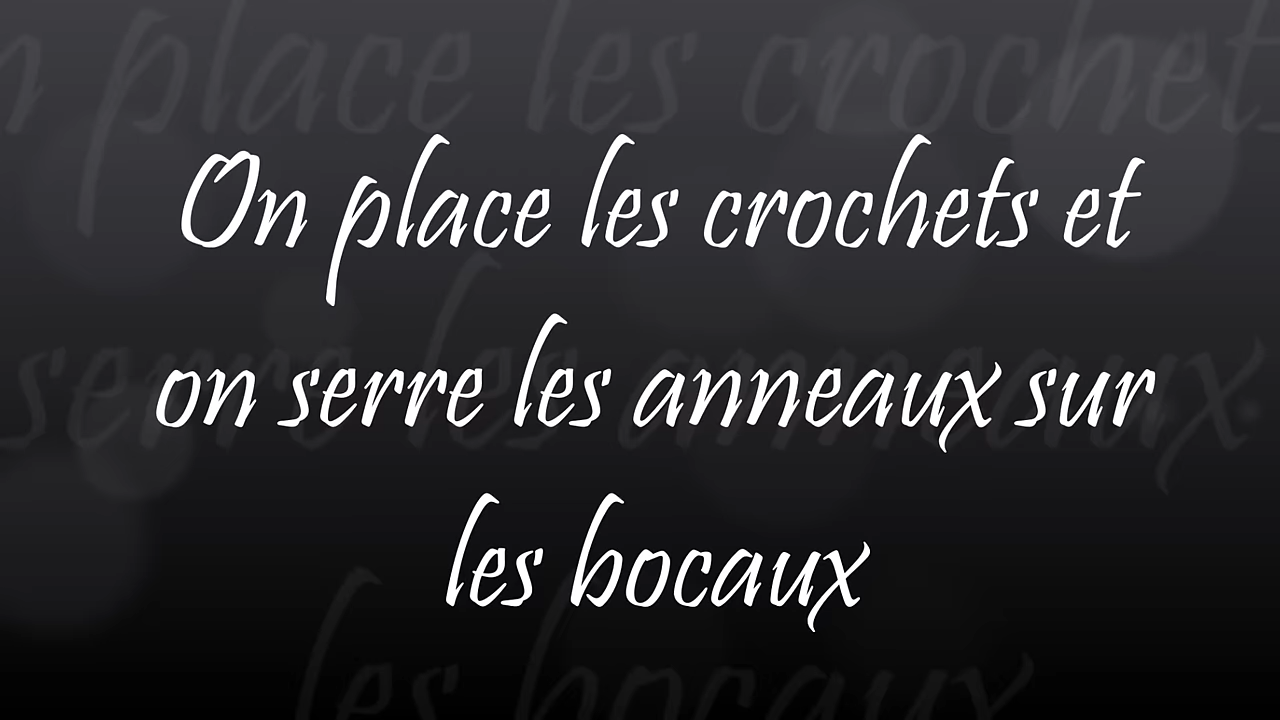 On place les crochets et
on serre les anneaux sur
les bocaux